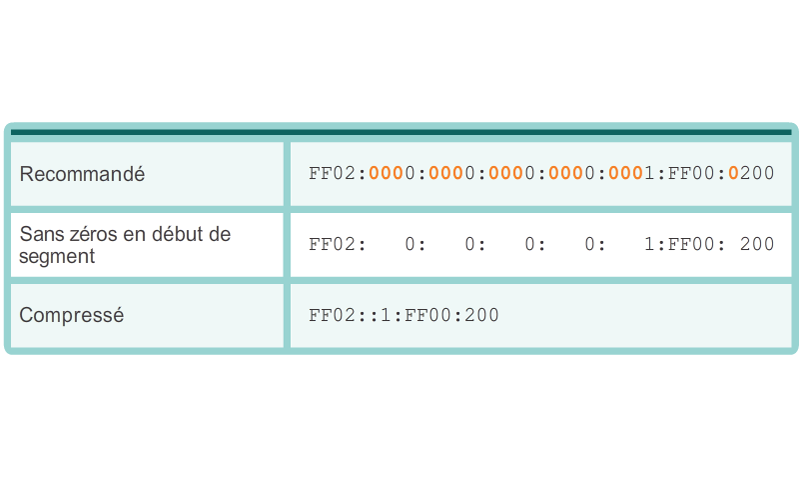 Recommandé FF02:0000:0000:0000:0000:0001:FF00:0200
Sans zéros en début de
segment
FF02:   0:   0:   0:   0:   1:FF00: 200
Compressé FF02::1:FF00:200